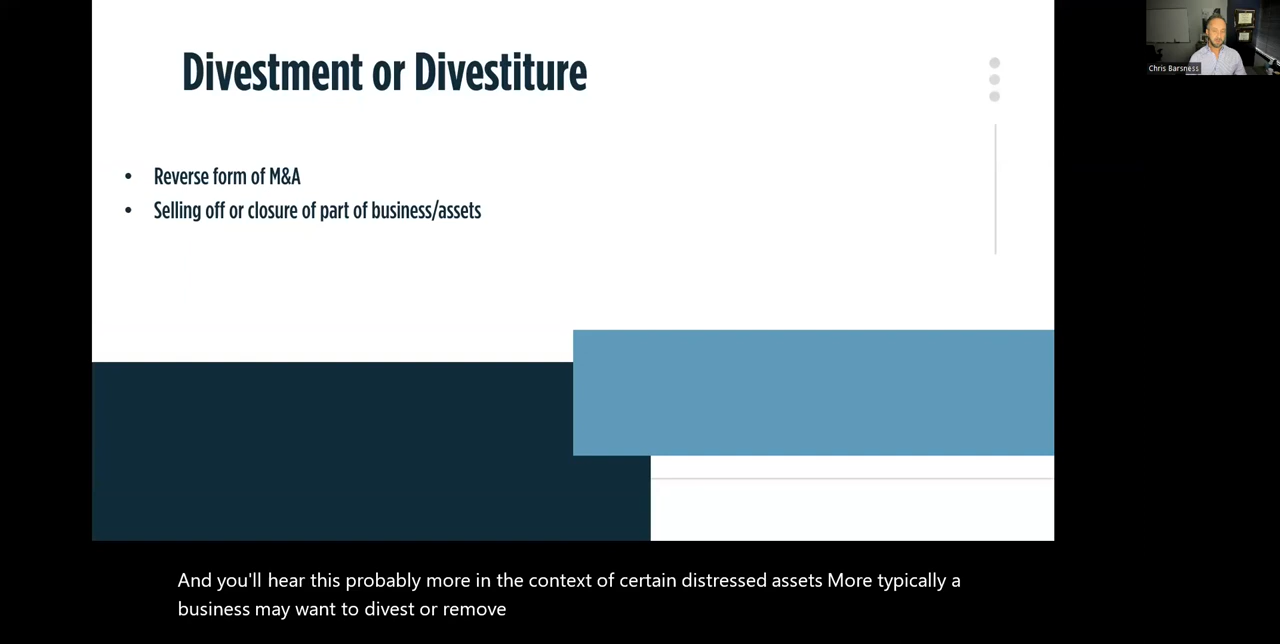 Divestment or Divestiture
Chris Barsness
• Reverse form of M&A
• Selling off or closure of part of business/assets
And you'll hear this probably more in the context of certain distressed assets More typically a
business may want to divest or remove